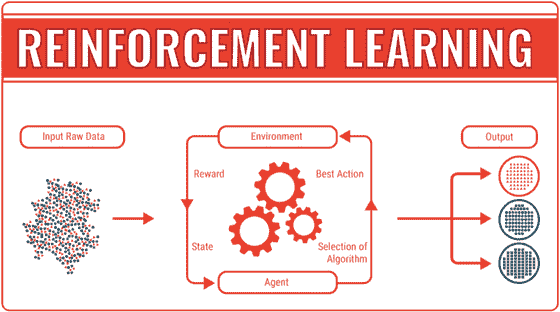 REINFORCEMENT LEARNING
Input Raw Data
Environment
Output
Reward
Best Action
State
Selection of
Algorithm
Agent